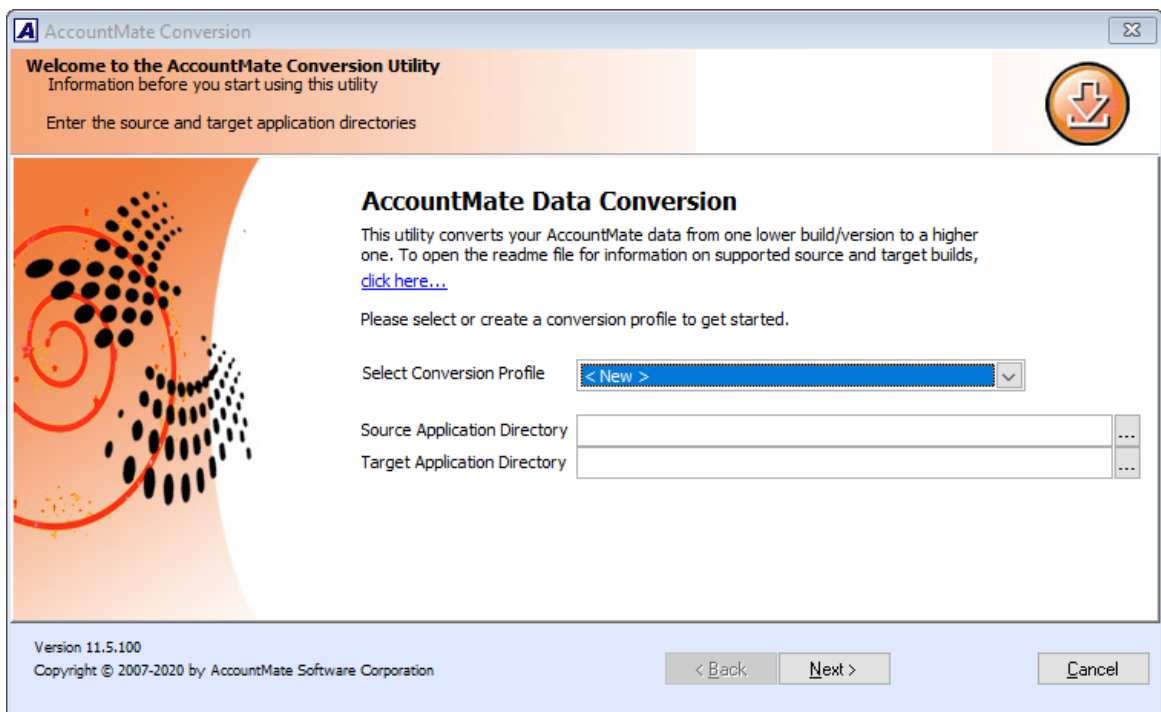 AccountMate Conversion
Welcome to the AccountMate Conversion Utility
Information before you start using this utility
Enter the source and target application directories
AccountMate Data Conversion
This utility converts your AccountMate data from one lower build/version to a higher
one. To open the readme file for information on supported source and target builds,
click here...
Please select or create a conversion profile to get started.
Select Conversion Profile < New >
Source Application Directory ...
Target Application Directory ...
Version 11.5.100
Copyright © 2007-2020 by AccountMate Software Corporation
< Back Next > Cancel